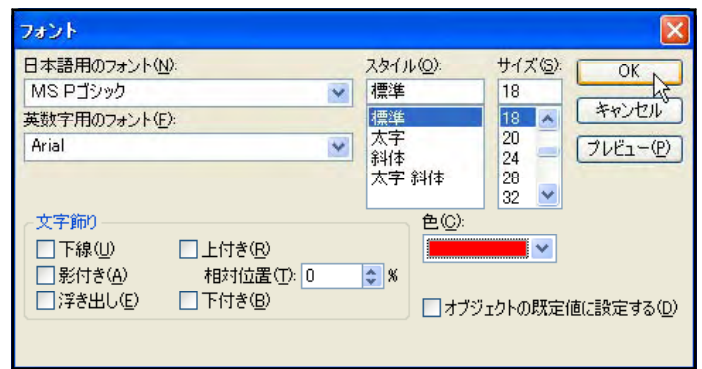 フォント
日本語用のフォント(N):
MS Pゴシック
英数字用のフォント(F):
Arial
スタイル(O):
標準
標準
太字
斜体
太字 斜体
サイズ(S):
18
18
20
24
28
32
OK
キャンセル
プレビュー(P)
文字飾り
下線(U)
影付き(A)
浮き出し(E)
上付き(R)
相対位置(T): 0 %
下付き(B)
色(C):
オブジェクトの既定値に設定する(D)